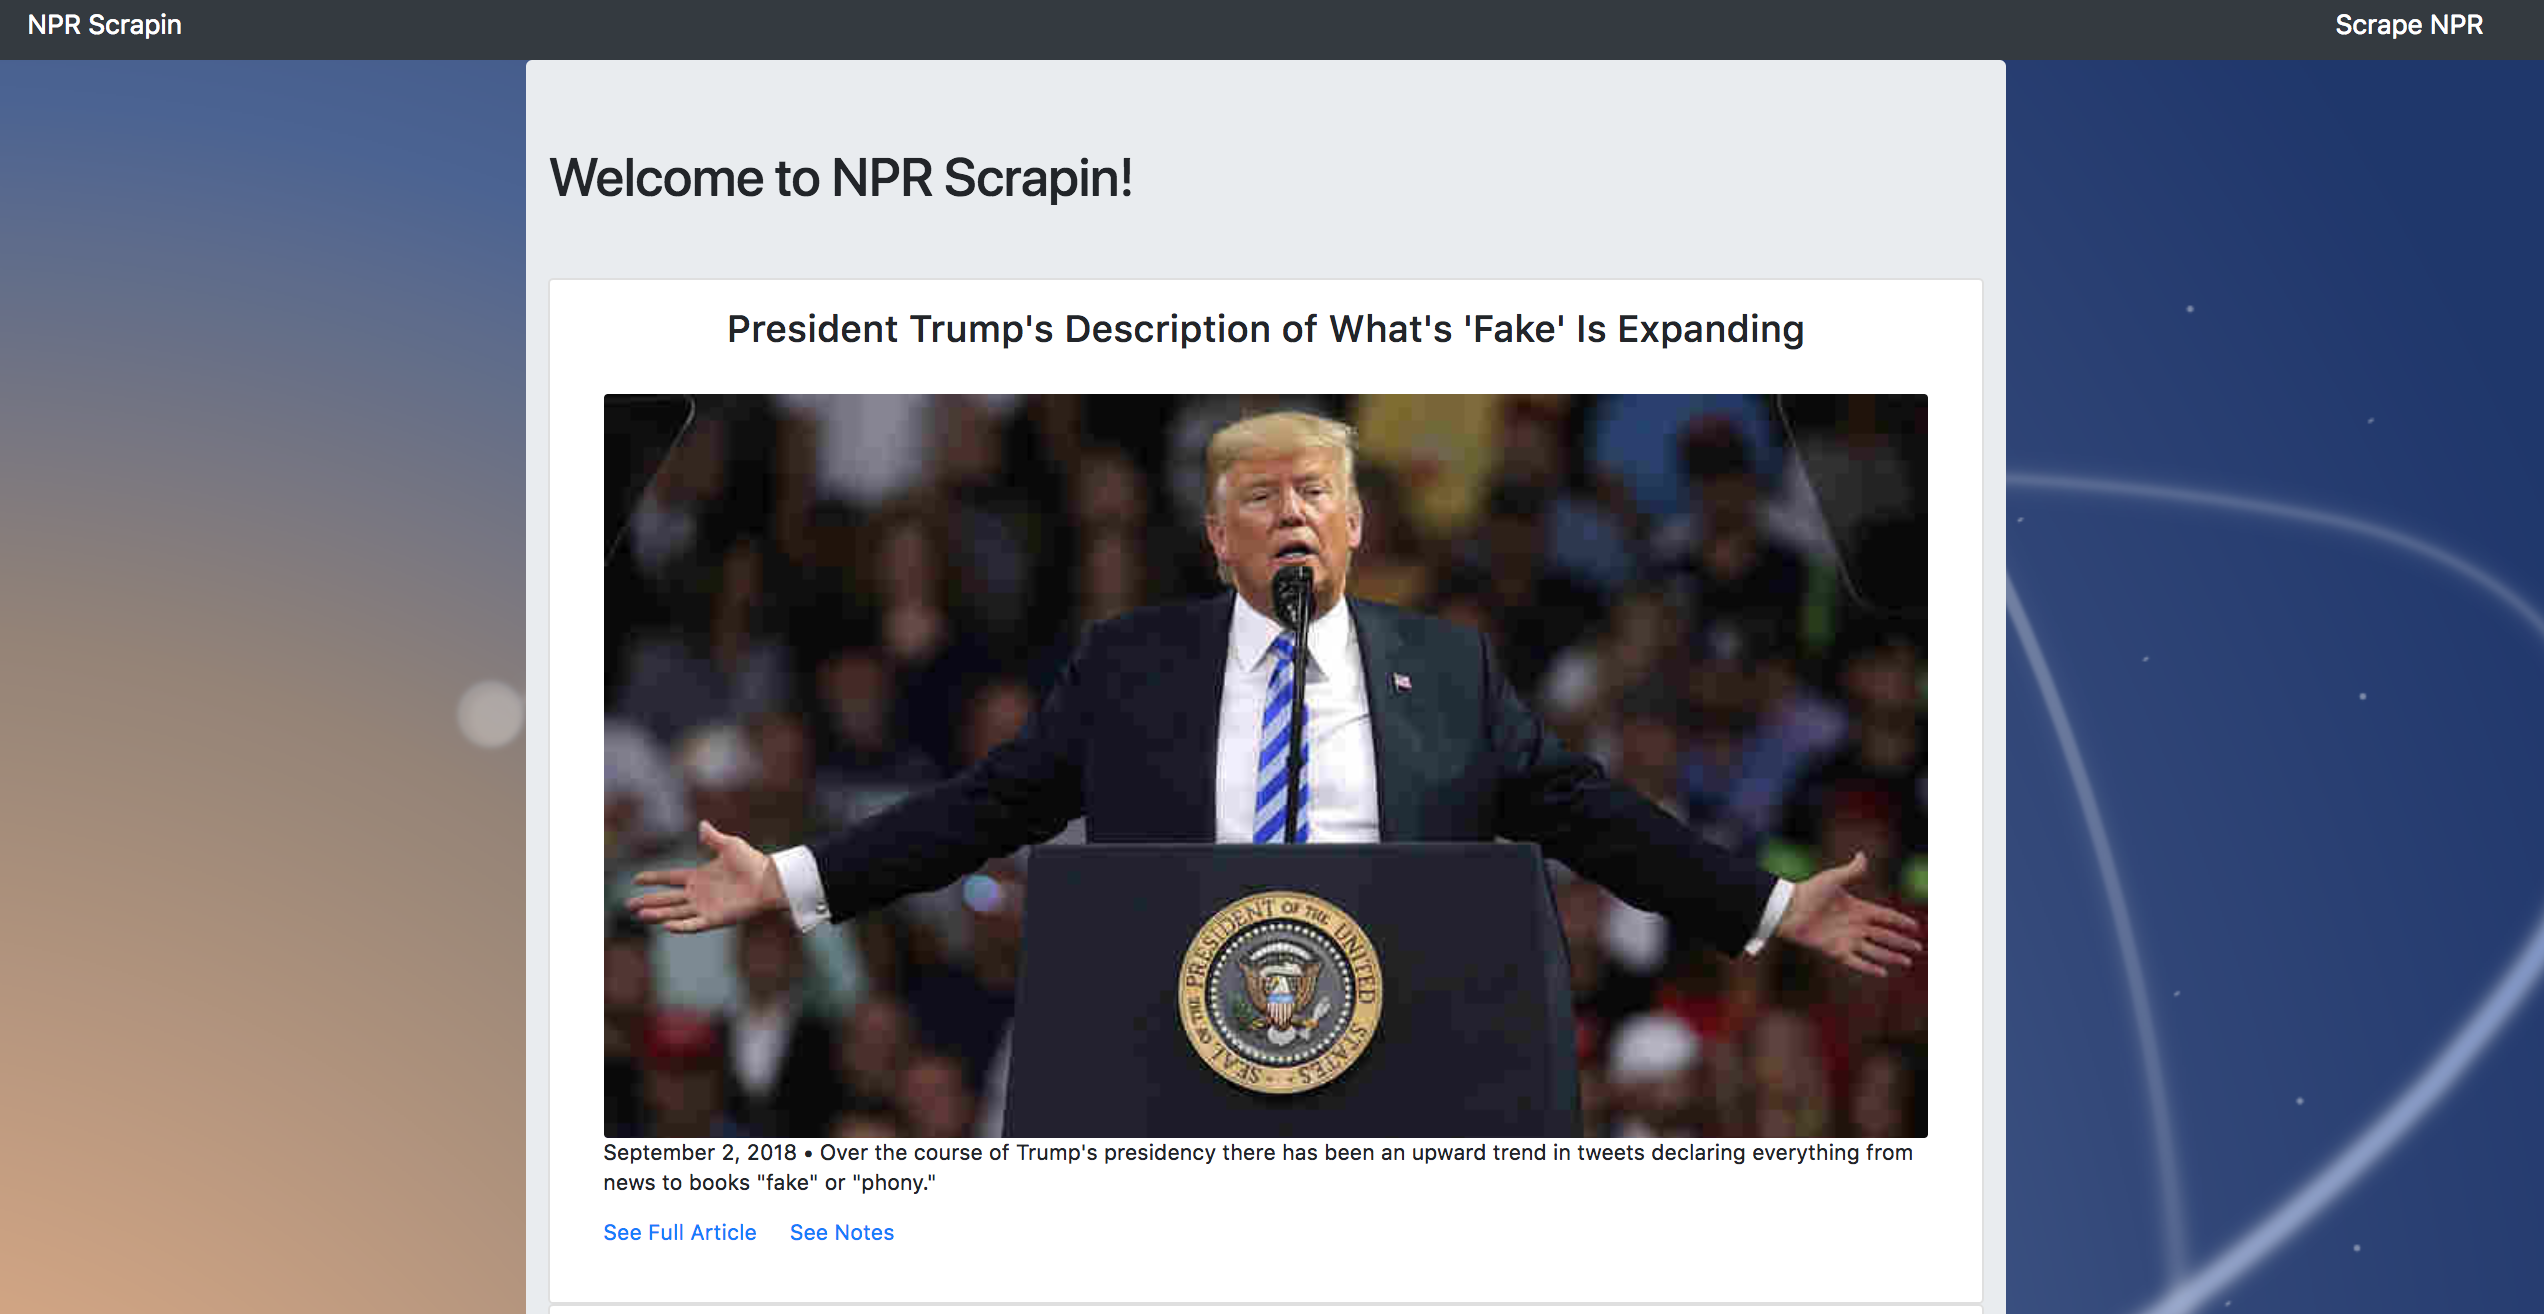 NPR Scrapin
Scrape NPR
Welcome to NPR Scrapin!
President Trump's Description of What's 'Fake' Is Expanding
SEAL OF THE PRESIDENT OF THE UNITED STATES
September 2, 2018 • Over the course of Trump's presidency there has been an upward trend in tweets declaring everything from
news to books "fake" or "phony."
See Full Article
See Notes